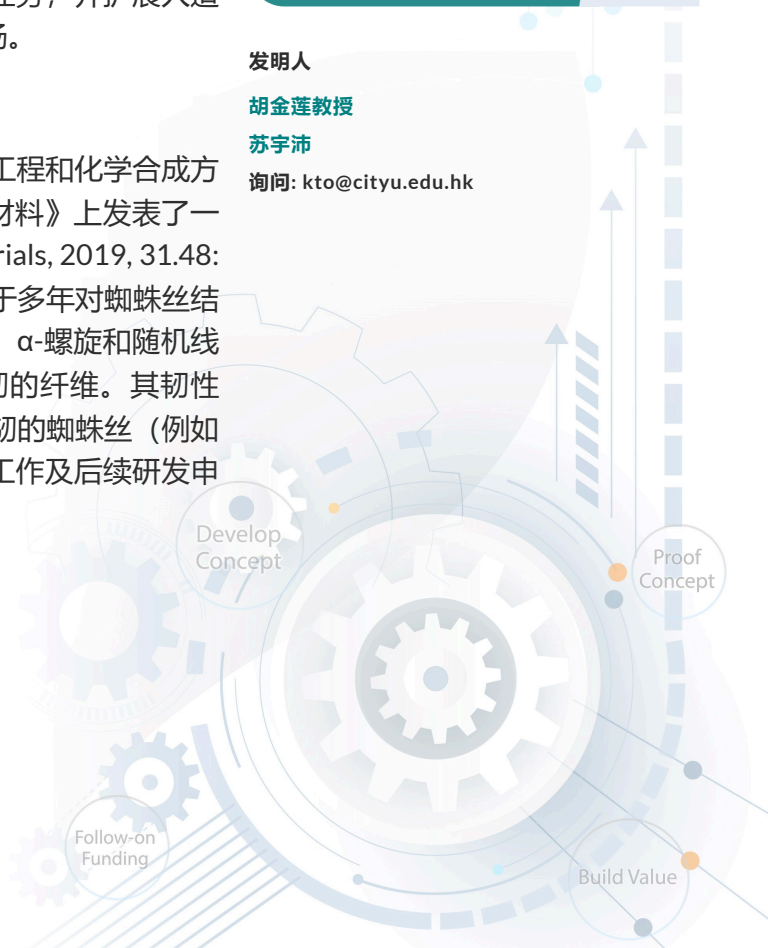 场。
工程和化学合成方
材料》上发表了一
rials, 2019, 31.48:
于多年对蜘蛛丝结
α-螺旋和随机线
韧的纤维。其韧性
韧的蜘蛛丝（例如
工作及后续研发申
发明人
胡金莲教授
苏宇沛
询问: kto@cityu.edu.hk
Develop
Concept
Proof
Concept
Follow-on
Funding
Build Value